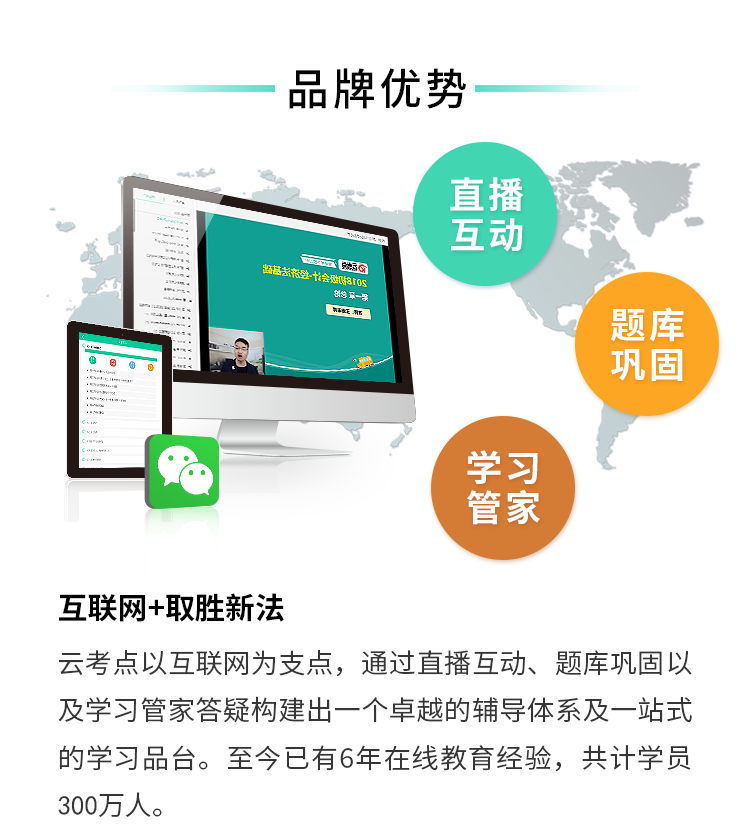 品牌优势
直播
互动
2018初级会计-经济法基础
第一章 总论
题库
巩固
学习
管家
互联网+取胜新法
云考点以互联网为支点，通过直播互动、题库巩固以
及学习管家答疑构建出一个卓越的辅导体系及一站式
的学习品台。至今已有6年在线教育经验，共计学员
300万人。